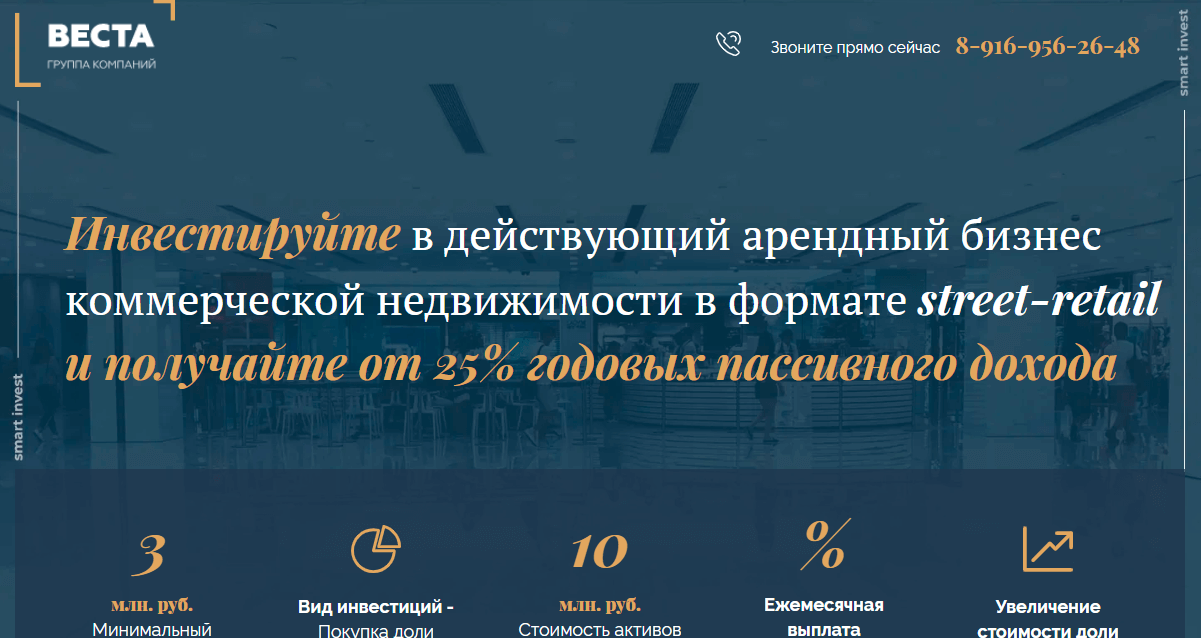 ВЕСТА
ГРУППА КОМПАНИЙ
Звоните прямо сейчас 8-916-956-26-48
smart invest
Инвестируйте в действующий арендный бизнес
коммерческой недвижимости в формате street-retail
и получайте от 25% годовых пассивного дохода
smart invest
3
млн. руб.
Минимальный
Вид инвестиций -
Покупка доли
10
млн. руб.
Стоимость активов
%
Ежемесячная
выплата
Увеличение
стоимости доли